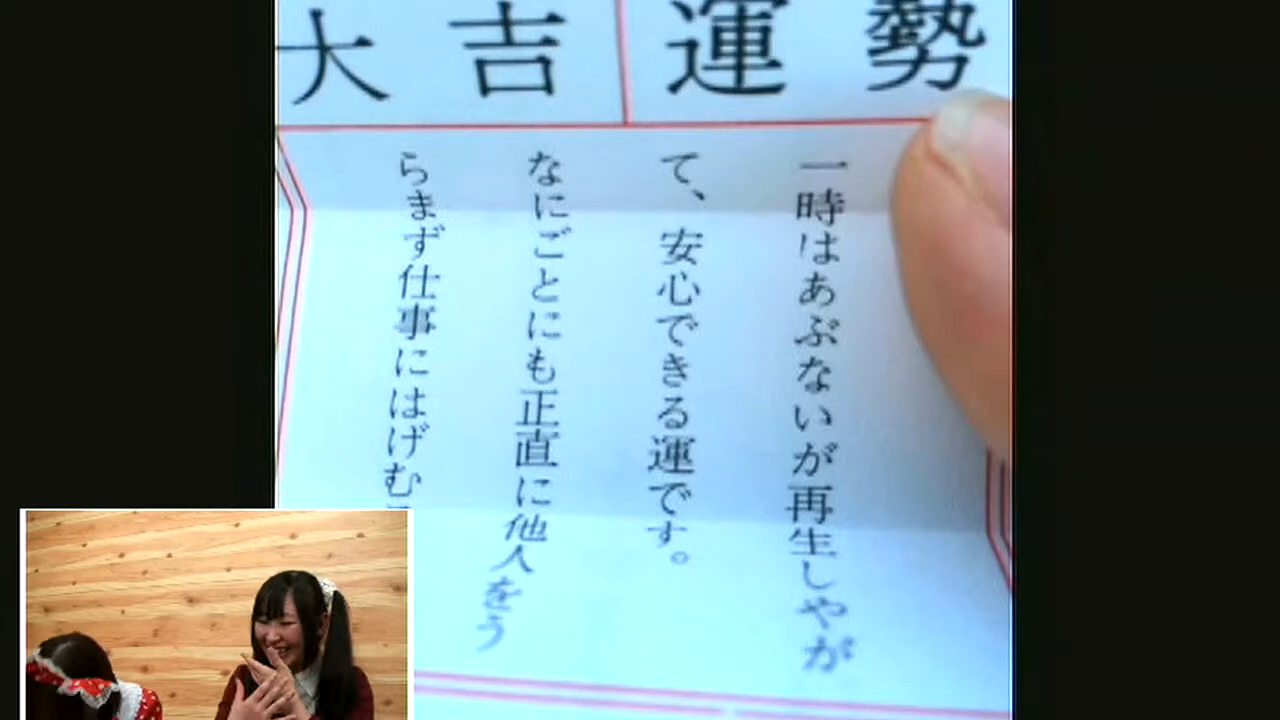 運勢
大吉
一時はあぶないが再生しやが
て、安心できる運です。
なにごとにも正直に他人をう
らまず仕事にはげむ